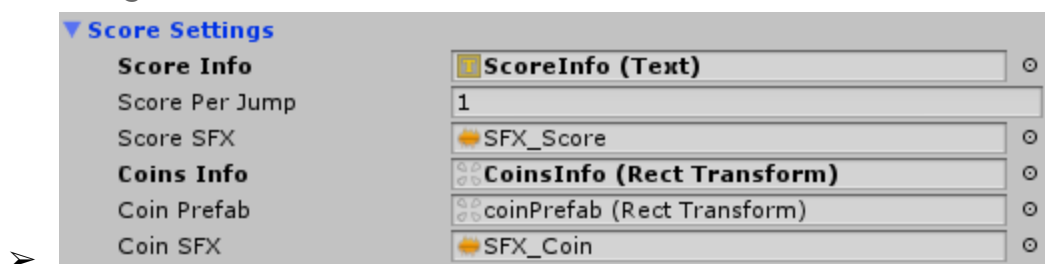 Score Settings
Score Info ScoreInfo (Text)
Score Per Jump 1
Score SFX SFX_Score
Coins Info CoinsInfo (Rect Transform)
Coin Prefab coinPrefab (Rect Transform)
Coin SFX SFX_Coin